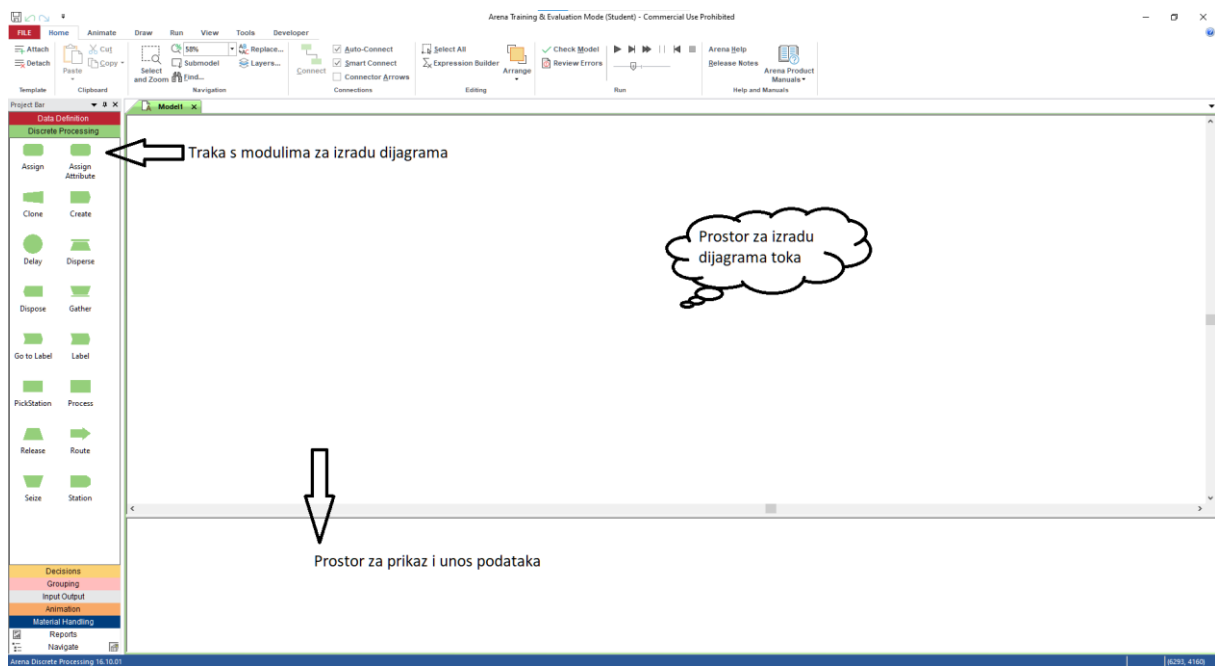 Arena Training & Evaluation Mode (Student) - Commercial Use Prohibited
FILE Home Animate Draw Run View Tools Developer
Attach
Detach
Template
Paste
Cut
Copy
Clipboard
Select and Zoom
58%
Submodel
Find...
Replace...
Layers...
Navigation
Connect
Auto-Connect
Smart Connect
Connector Arrows
Connections
Select All
Expression Builder
Arrange
Editing
Check Model
Review Errors
Run
Arena Help
Release Notes
Arena Product Manuals
Help and Manuals
Project Bar
Model1
Data Definition
Discrete Processing
Assign Assign Attribute
Clone Create
Delay Disperse
Dispose Gather
Go to Label Label
PickStation Process
Release Route
Seize Station
Traka s modulima za izradu dijagrama
Prostor za izradu
dijagrama toka
Prostor za prikaz i unos podataka
Decisions
Grouping
Input Output
Animation
Material Handling
Reports
Navigate
Arena Discrete Processing 16.10.01
(6293, 4160)